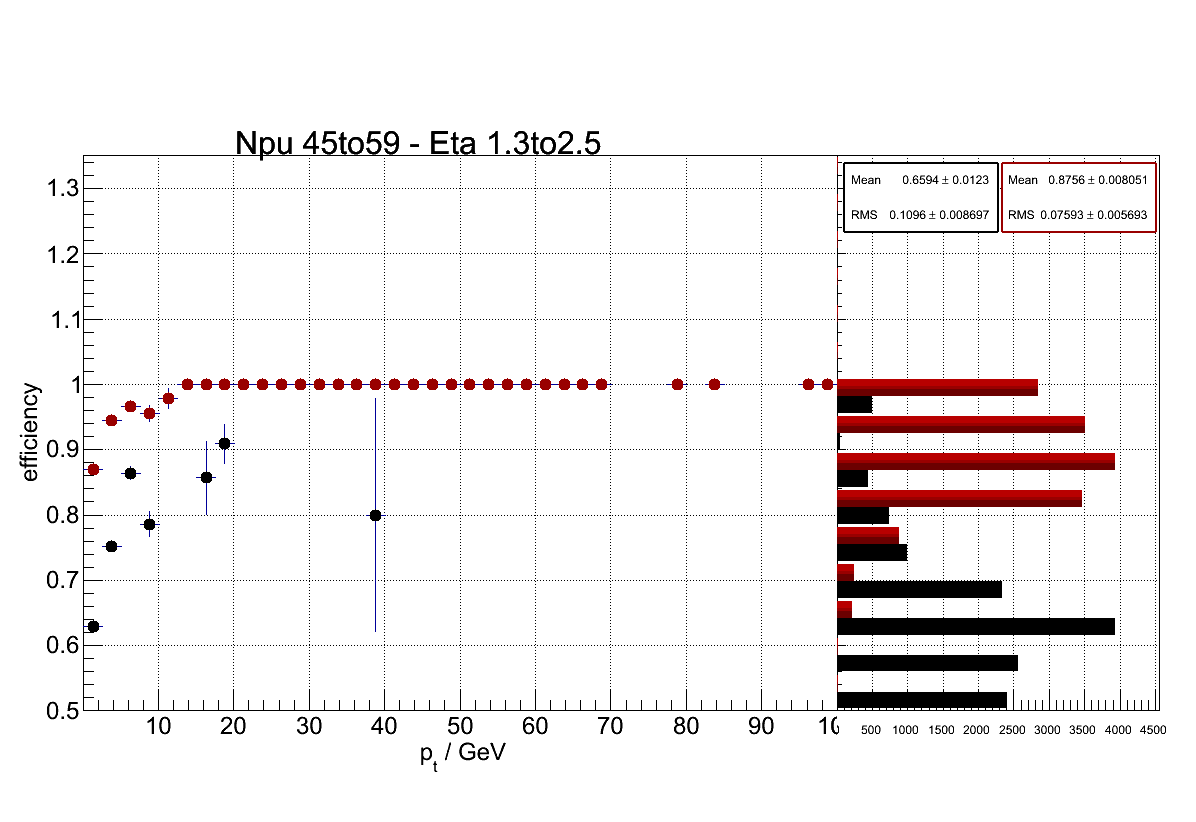 Npu 45to59 - Eta 1.3to2.5
Mean 0.6594 ± 0.0123
RMS 0.1096 ± 0.008697
Mean 0.8756 ± 0.008051
RMS 0.07593 ± 0.005693
efficiency
1.3
1.2
1.1
1
0.9
0.8
0.7
0.6
0.5
10 20 30 40 50 60 70 80 90 10
500 1000 1500 2000 2500 3000 3500 4000 4500
pt / GeV